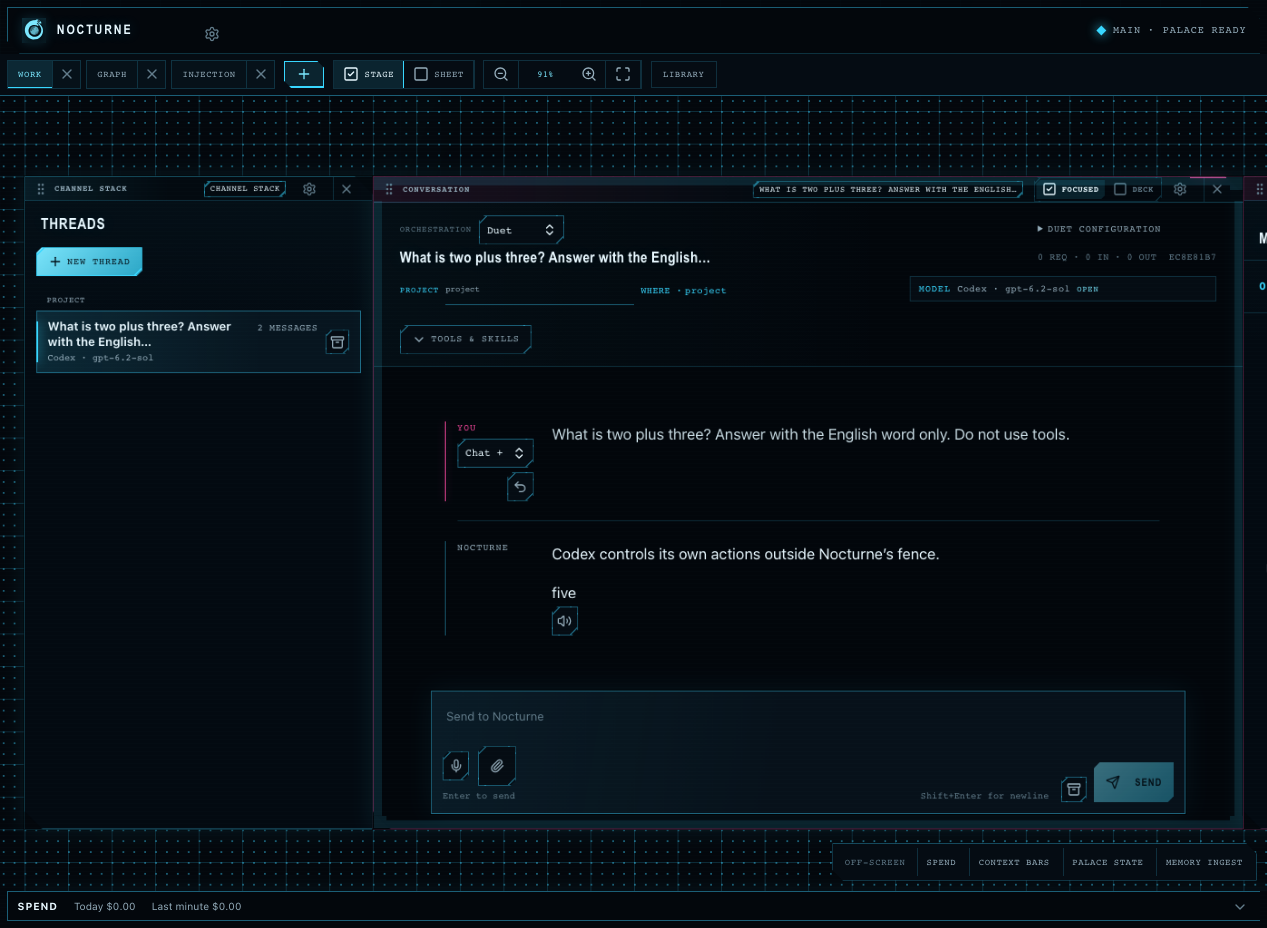 NOCTURNE
MAIN · PALACE READY
WORK
GRAPH
INJECTION
STAGE
SHEET
91%
LIBRARY
CHANNEL STACK
CHANNEL STACK
THREADS
NEW THREAD
PROJECT
What is two plus three? Answer
with the English...
2 MESSAGES
Codex · gpt-6.2-sol
CONVERSATION
WHAT IS TWO PLUS THREE? ANSWER WITH THE ENGLISH…
FOCUSED
DECK
ORCHESTRATION
Duet
DUET CONFIGURATION
What is two plus three? Answer with the English...
0 REQ · 0 IN · 0 OUT EC8E81B7
PROJECT project
WHERE · project
MODEL Codex · gpt-6.2-sol OPEN
TOOLS & SKILLS
YOU
Chat +
What is two plus three? Answer with the English word only. Do not use tools.
NOCTURNE
Codex controls its own actions outside Nocturne's fence.
five
Send to Nocturne
Enter to send
Shift+Enter for newline
SEND
OFF-SCREEN
SPEND
CONTEXT BARS
PALACE STATE
MEMORY INGEST
SPEND Today $0.00 Last minute $0.00